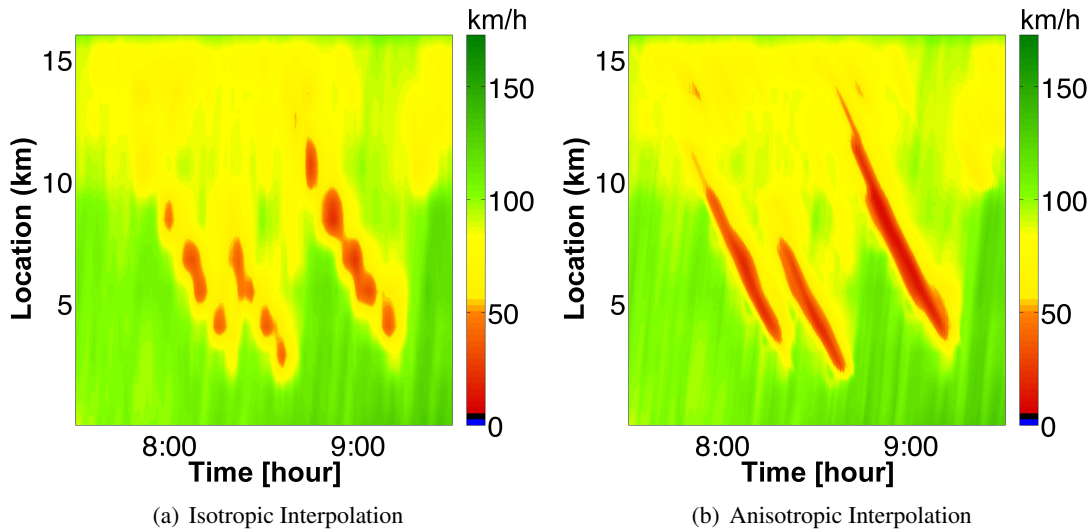 km/h
15
10
5
Location (km)
8:00
9:00
Time [hour]
150
100
50
0
(a) Isotropic Interpolation
km/h
15
10
5
Location (km)
8:00
9:00
Time [hour]
150
100
50
0
(b) Anisotropic Interpolation